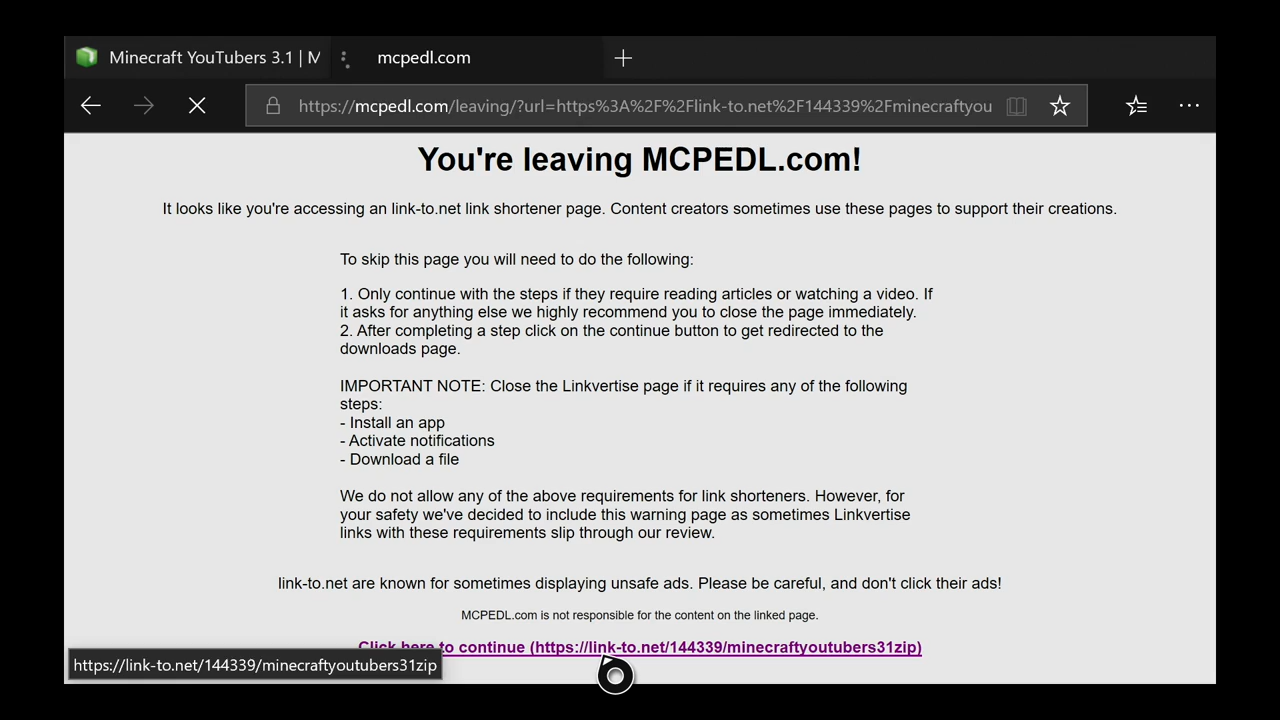 Minecraft YouTubers 3.1 | M
mcpedl.com
https://mcpedl.com/leaving/?url=https%3A%2F%2Flink-to.net%2F144339%2Fminecraftyou
You're leaving MCPEDL.com!
It looks like you're accessing an link-to.net link shortener page. Content creators sometimes use these pages to support their creations.
To skip this page you will need to do the following:
1. Only continue with the steps if they require reading articles or watching a video. If
it asks for anything else we highly recommend you to close the page immediately.
2. After completing a step click on the continue button to get redirected to the
downloads page.
IMPORTANT NOTE: Close the Linkvertise page if it requires any of the following
steps:
- Install an app
- Activate notifications
- Download a file
We do not allow any of the above requirements for link shorteners. However, for
your safety we've decided to include this warning page as sometimes Linkvertise
links with these requirements slip through our review.
link-to.net are known for sometimes displaying unsafe ads. Please be careful, and don't click their ads!
MCPEDL.com is not responsible for the content on the linked page.
Click here to continue (https://link-to.net/144339/minecraftyoutubers31zip)
https://link-to.net/144339/minecraftyoutubers31zip